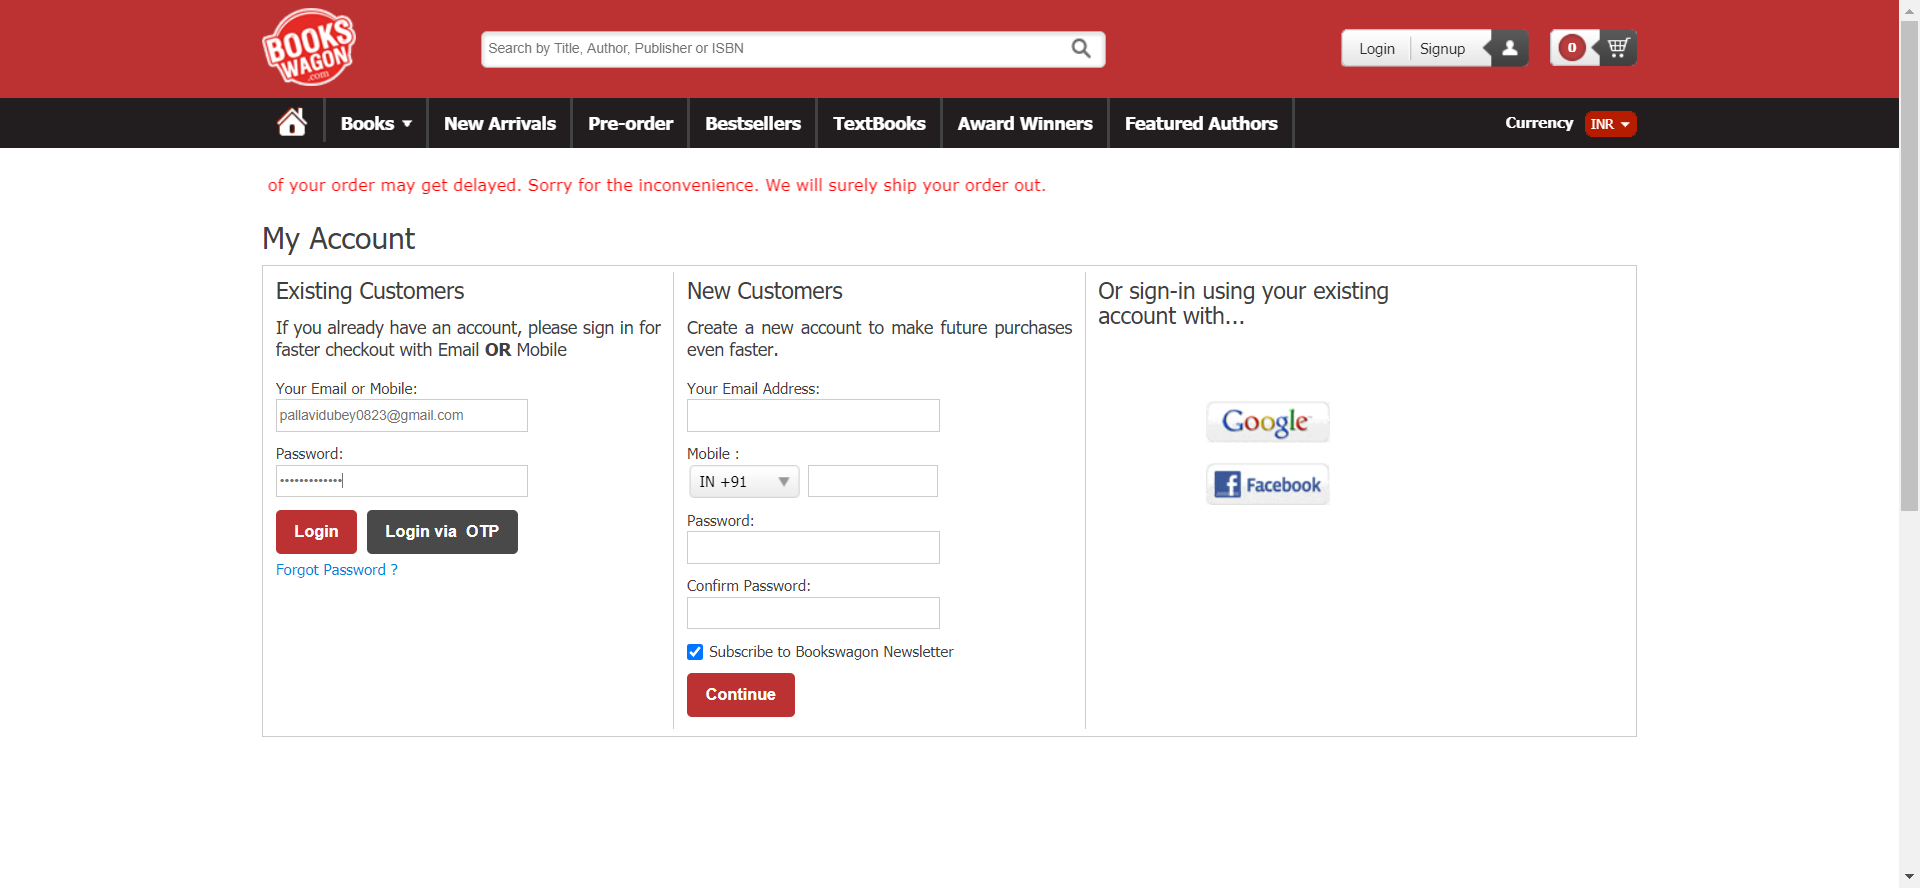 BOOKS
WAGON
.com
Search by Title, Author, Publisher or ISBN
Login Signup
0
Books New Arrivals Pre-order Bestsellers TextBooks Award Winners Featured Authors
Currency INR
of your order may get delayed. Sorry for the inconvenience. We will surely ship your order out.
My Account
Existing Customers
If you already have an account, please sign in for
faster checkout with Email OR Mobile
Your Email or Mobile:
pallavidubey0823@gmail.com
Password:
•••••••••••••
Login Login via OTP
Forgot Password ?
New Customers
Create a new account to make future purchases
even faster.
Your Email Address:
Mobile :
IN +91
Password:
Confirm Password:
Subscribe to Bookswagon Newsletter
Continue
Or sign-in using your existing
account with...
Google
Facebook